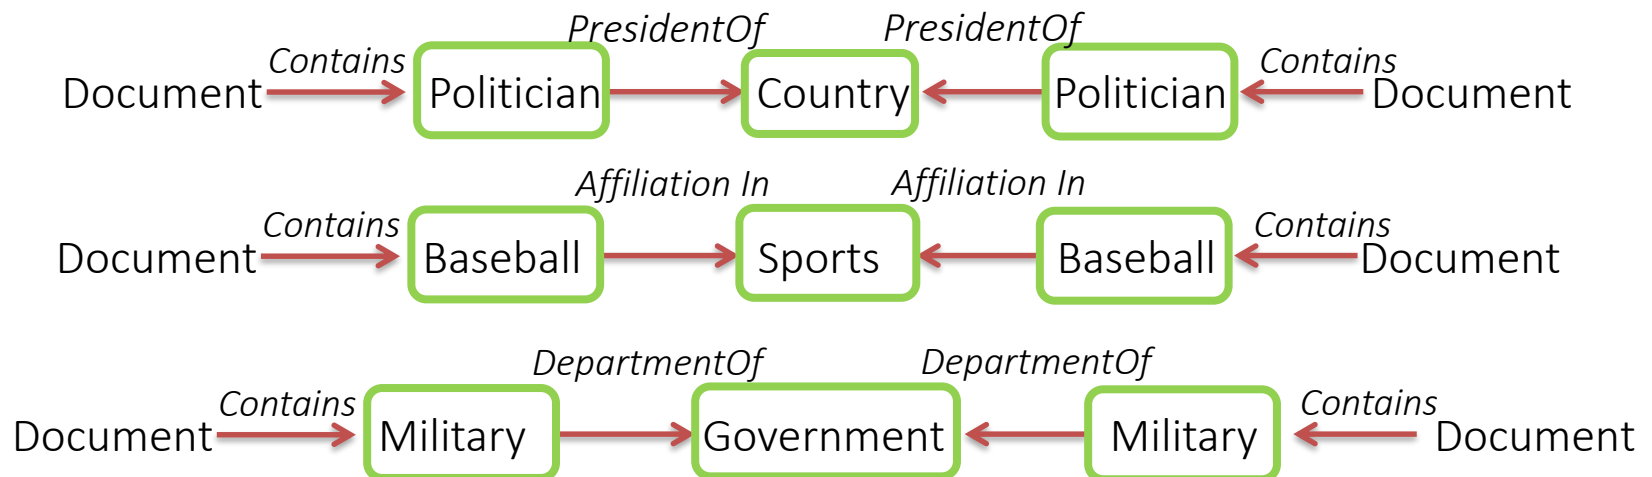 PresidentOf PresidentOf
Contains Contains
Document Politician Country Politician Document
Affiliation In Affiliation In
Contains Contains
Document Baseball Sports Baseball Document
DepartmentOf DepartmentOf
Contains Contains
Document Military Government Military Document